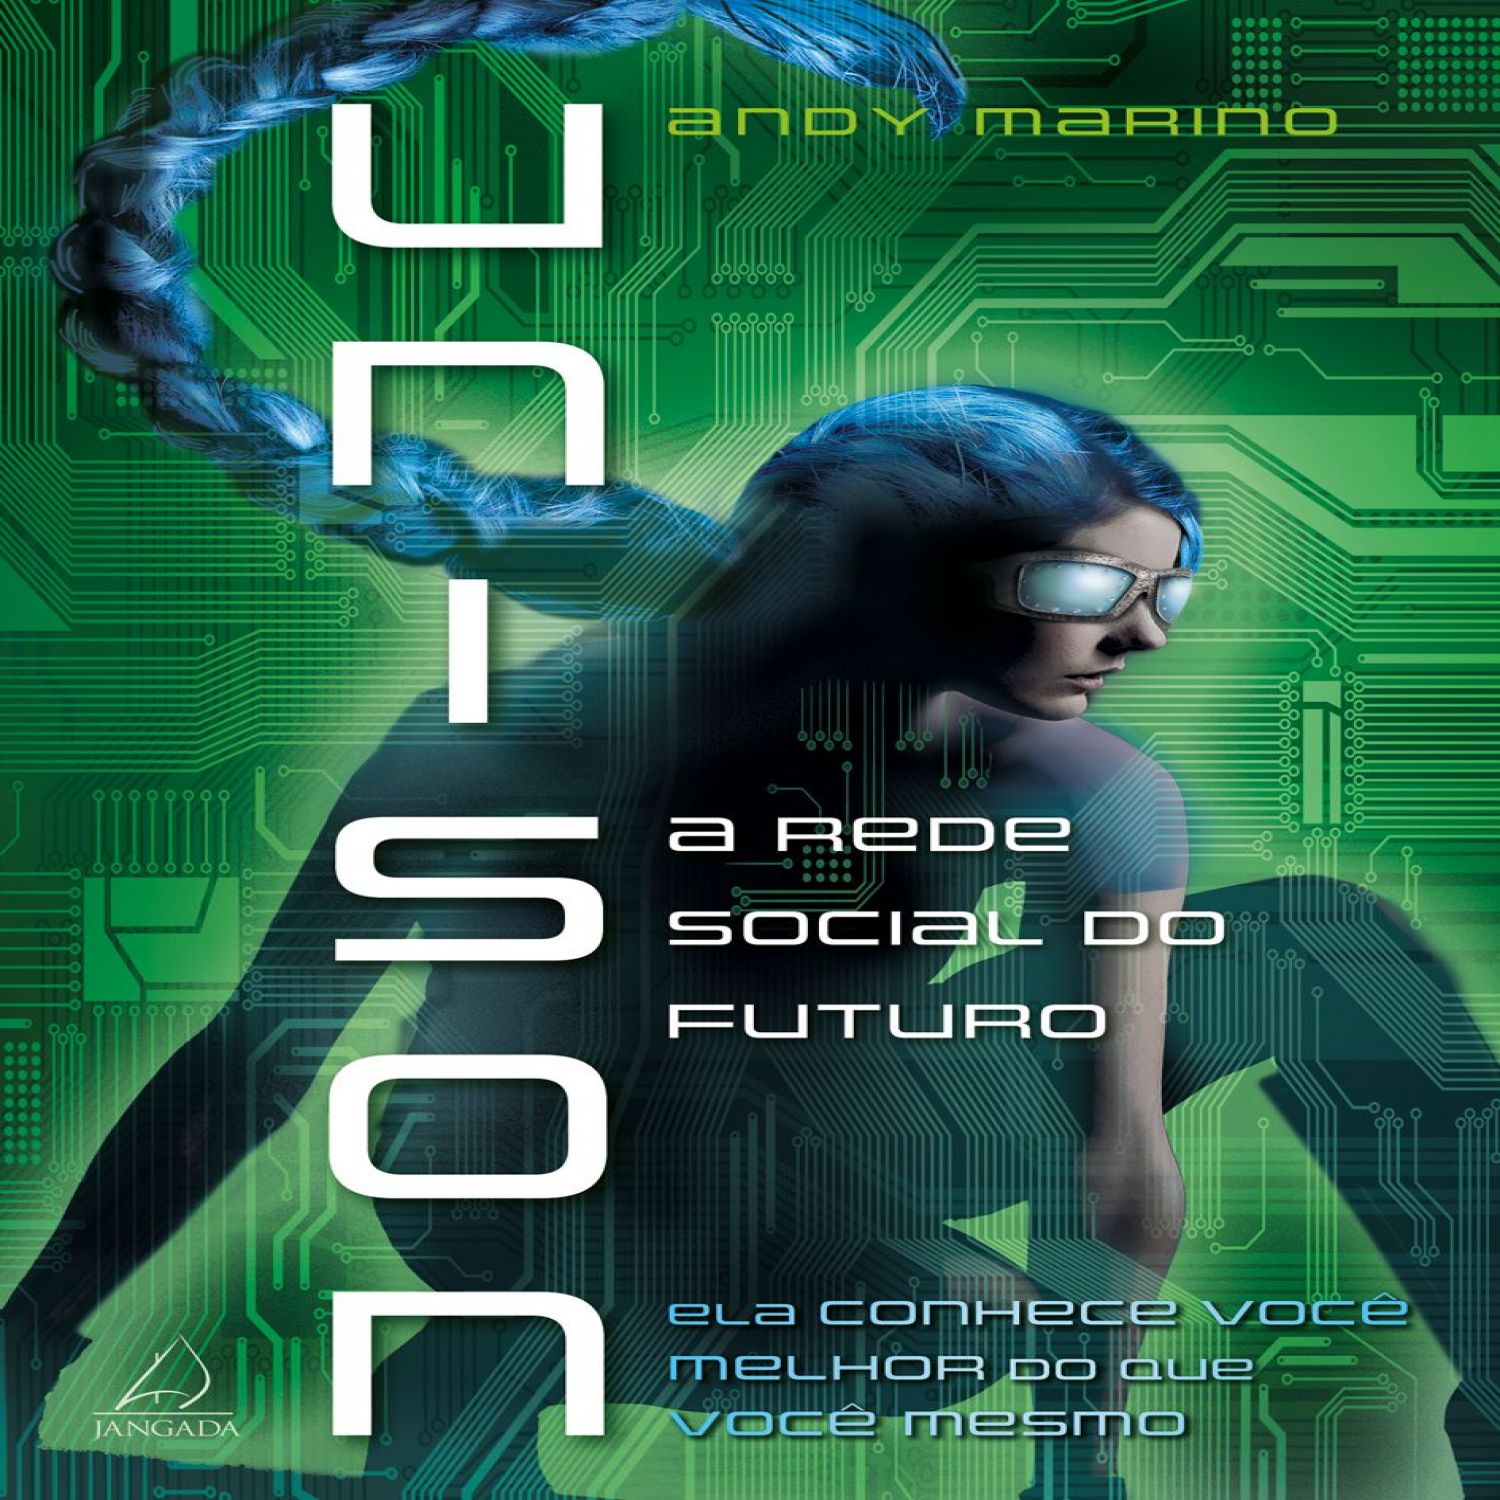 unison
andy marino
a rede
social do
futuro
ela conhece você
melhor do que
você mesmo
JANGADA